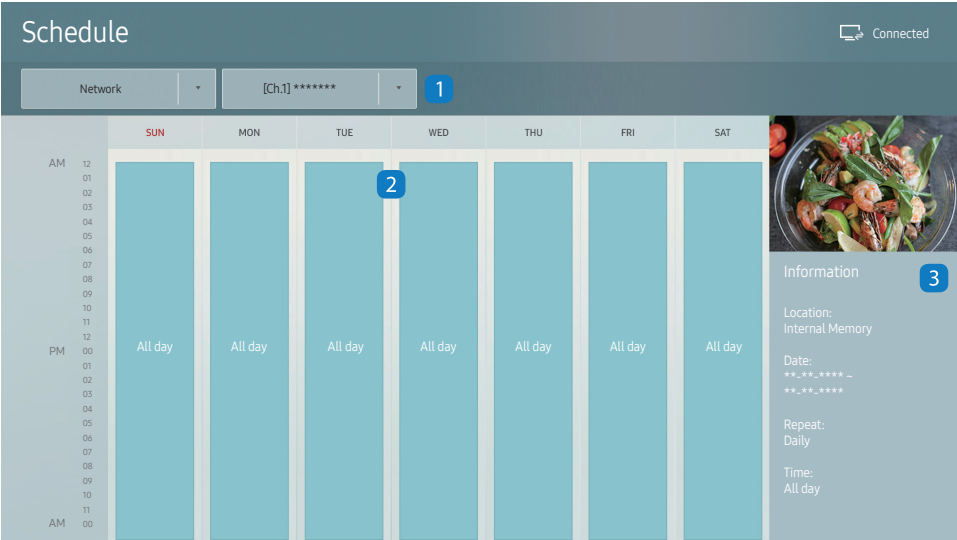 Schedule
Connected
Network
[Ch.1] *******
1
SUN MON TUE WED THU FRI SAT
AM 12
01
02
2
03
04
05
06
07
08
09
10
11
12
PM 00
01
02
03
04
05
06
07
08
09
10
11
AM 00
All day All day All day All day All day All day All day
Information
3
Location:
Internal Memory
Date:
**-**-**** ~
**-**-****
Repeat:
Daily
Time:
All day